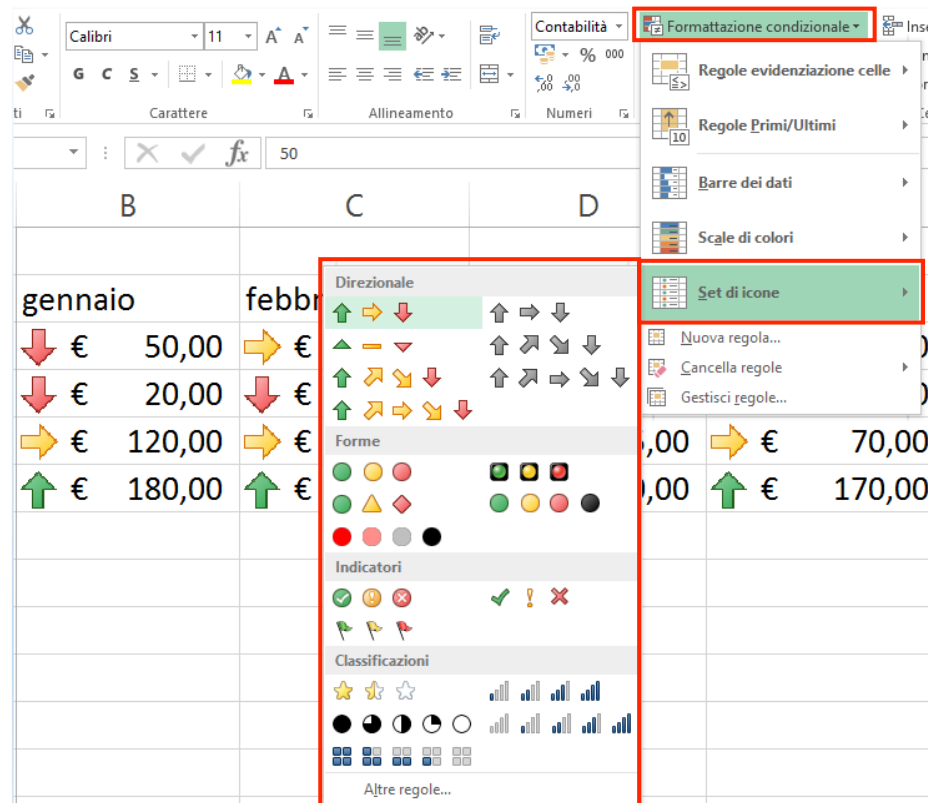 Calibri 11 A A
Contabilità
Formattazione condizionale
G C S A
% 000
ti Carattere Allineamento Numeri
fx 50
Regole evidenziazione celle
Regole Primi/Ultimi
10
Barre dei dati
Scale di colori
Set di icone
Nuova regola...
Cancella regole
Gestisci regole...
B C D
gennaio febbr
€ 50,00 €
€ 20,00 €
€ 120,00 € ,00 € 70,00
€ 180,00 € ,00 € 170,00
Direzionale
Forme
Indicatori
Classificazioni
Altre regole...